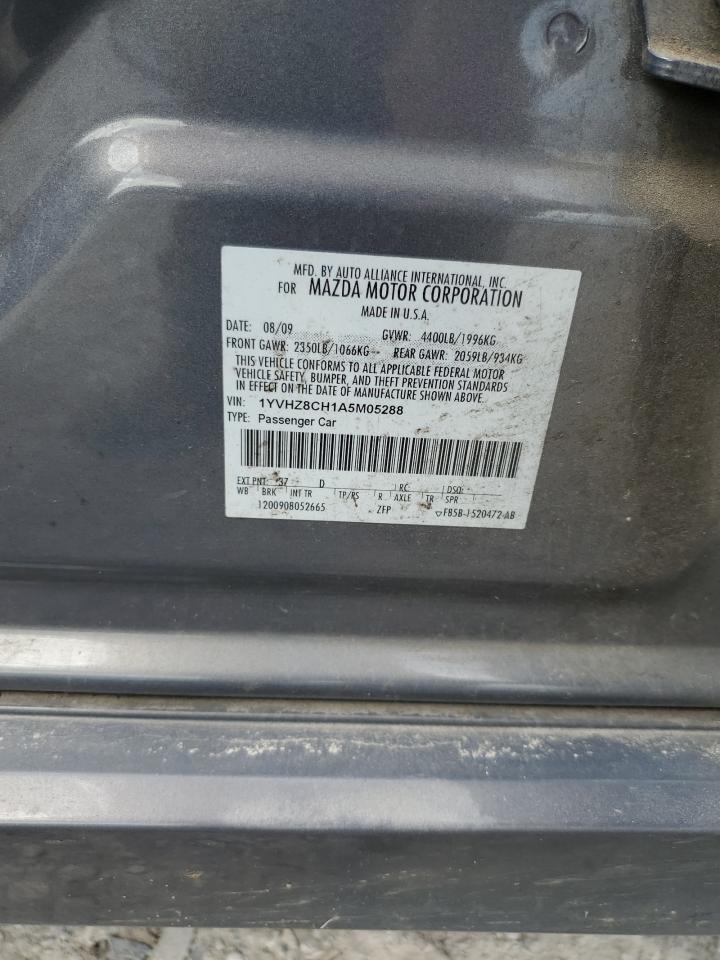 MFD. BY AUTO ALLIANCE INTERNATIONAL, INC.
FOR MAZDA MOTOR CORPORATION
MADE IN U.S.A.
DATE: 08/09 GVWR: 4400LB/1996KG
FRONT GAWR: 2350LB/1066KG REAR GAWR: 2059LB/934KG
THIS VEHICLE CONFORMS TO ALL APPLICABLE FEDERAL MOTOR
VEHICLE SAFETY, BUMPER, AND THEFT PREVENTION STANDARDS
IN EFFECT ON THE DATE OF MANUFACTURE SHOWN ABOVE.
VIN: 1YVHZ8CH1A5M05288
TYPE: Passenger Car
EXT PNT: 37 D RC: DSO:
WB BRK INT TR TP/PS R AXLE TR SPR
1200908052665 ZFP F85B-1520472-AB